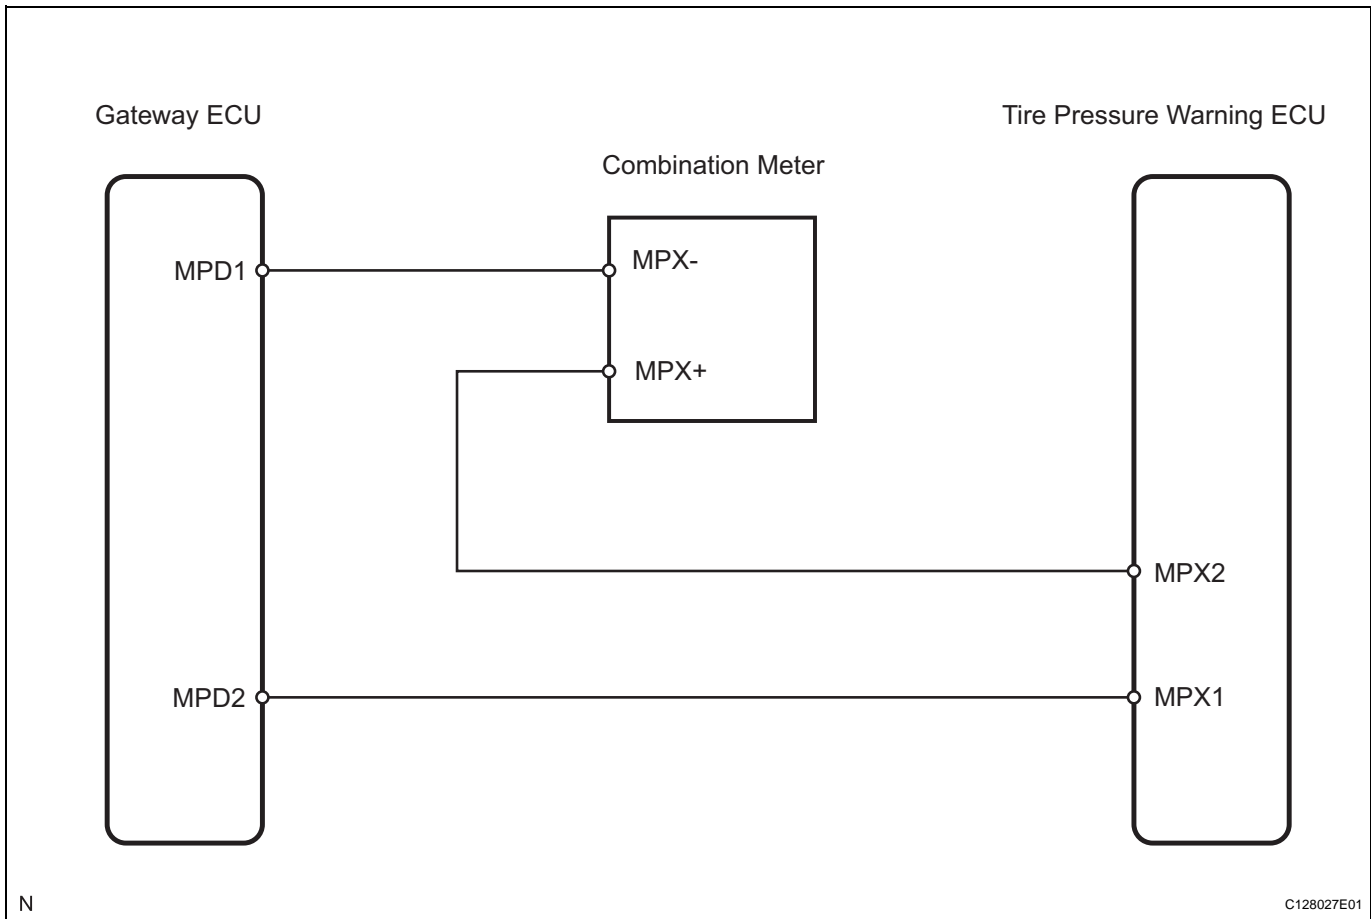 Gateway ECU
Tire Pressure Warning ECU
Combination Meter
MPD1
MPX-
MPX+
MPX2
MPD2
MPX1
N
C128027E01